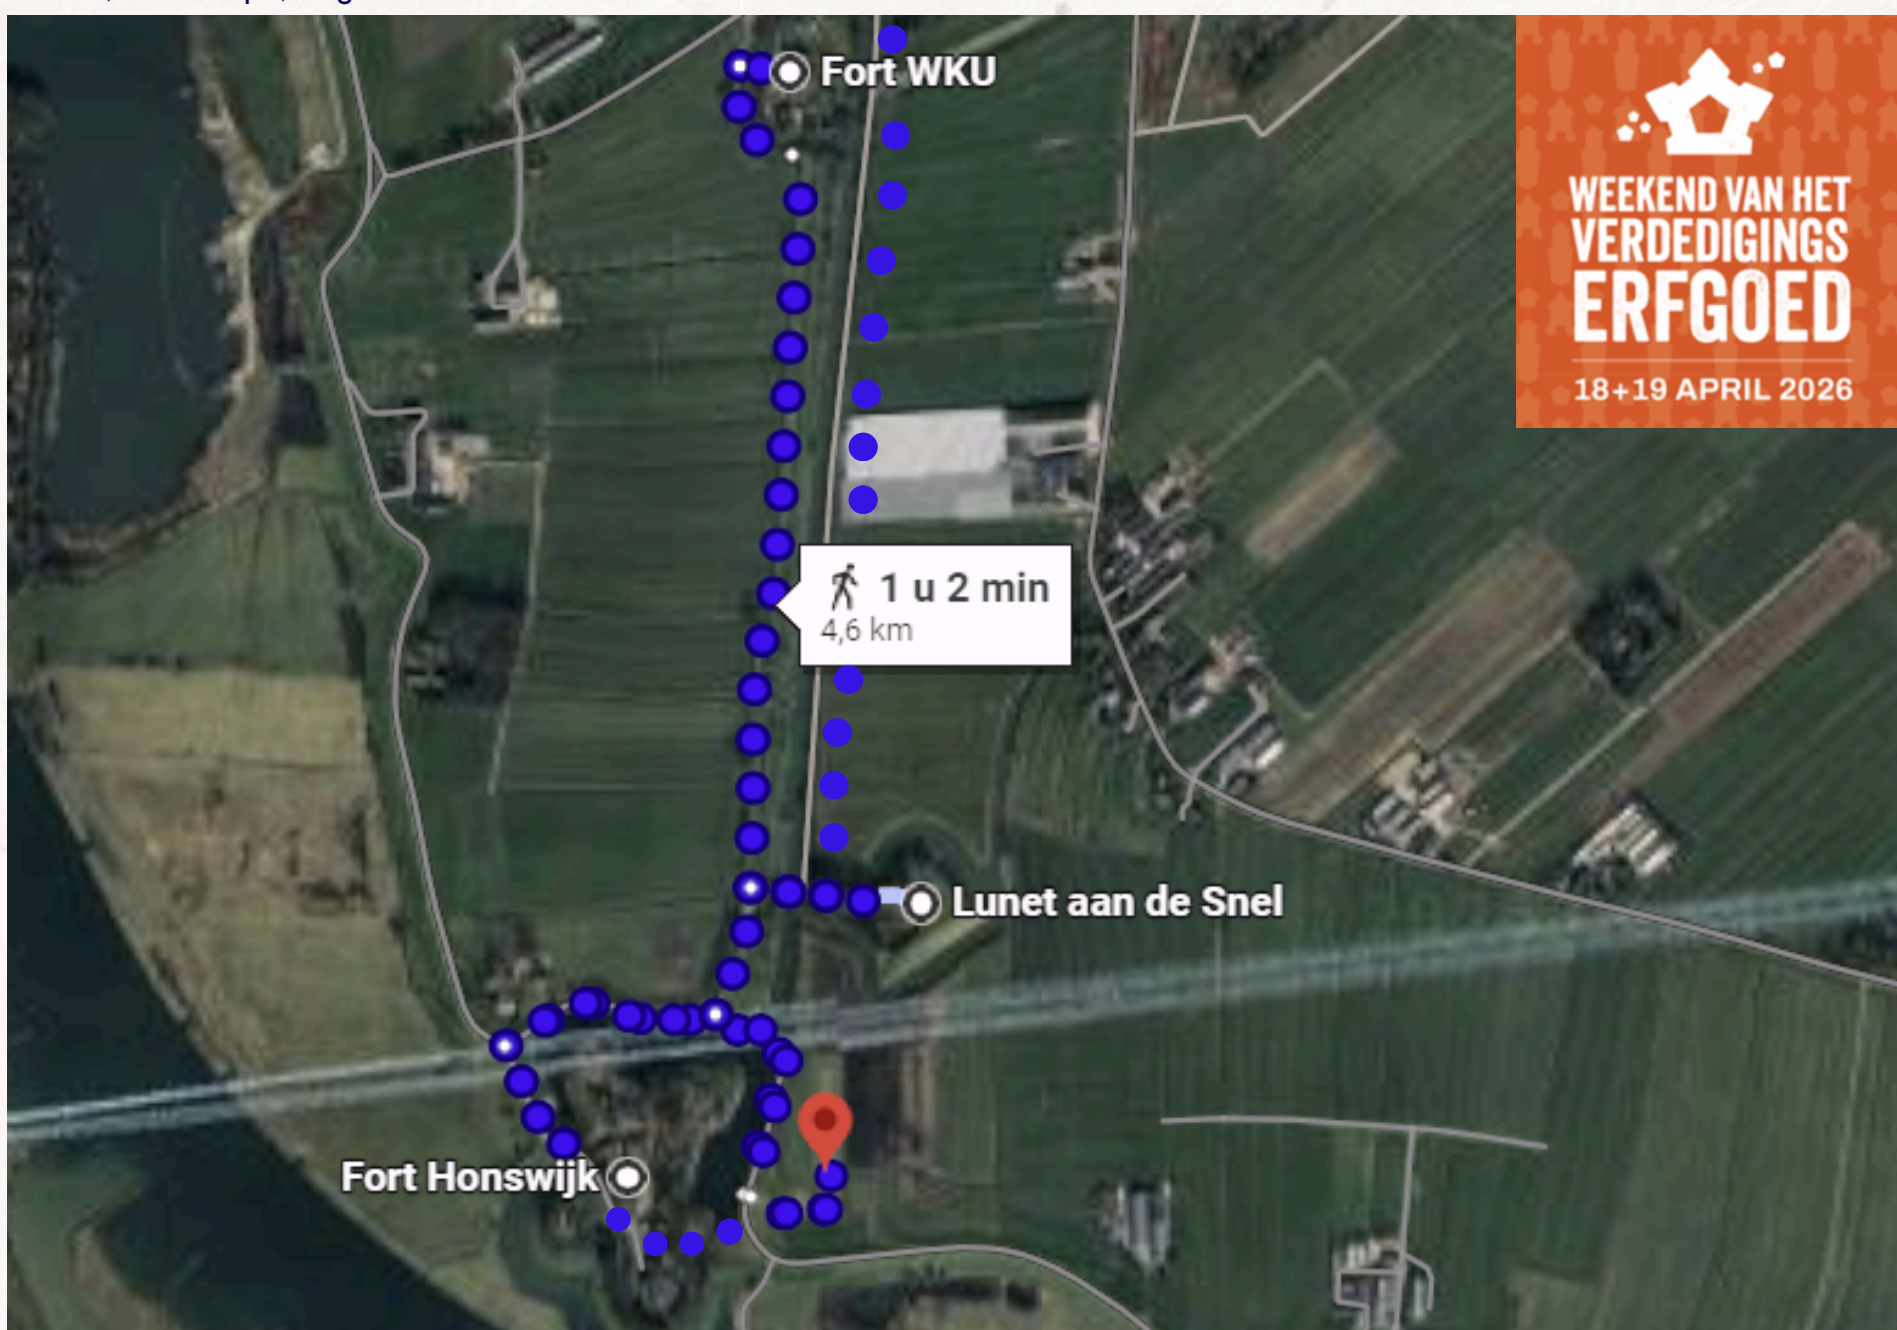 Fort WKU
WEEKEND VAN HET
VERDEDIGINGS
ERFGOED
18+19 APRIL 2026
1 u 2 min
4,6 km
Lunet aan de Snel
Fort Honswijk